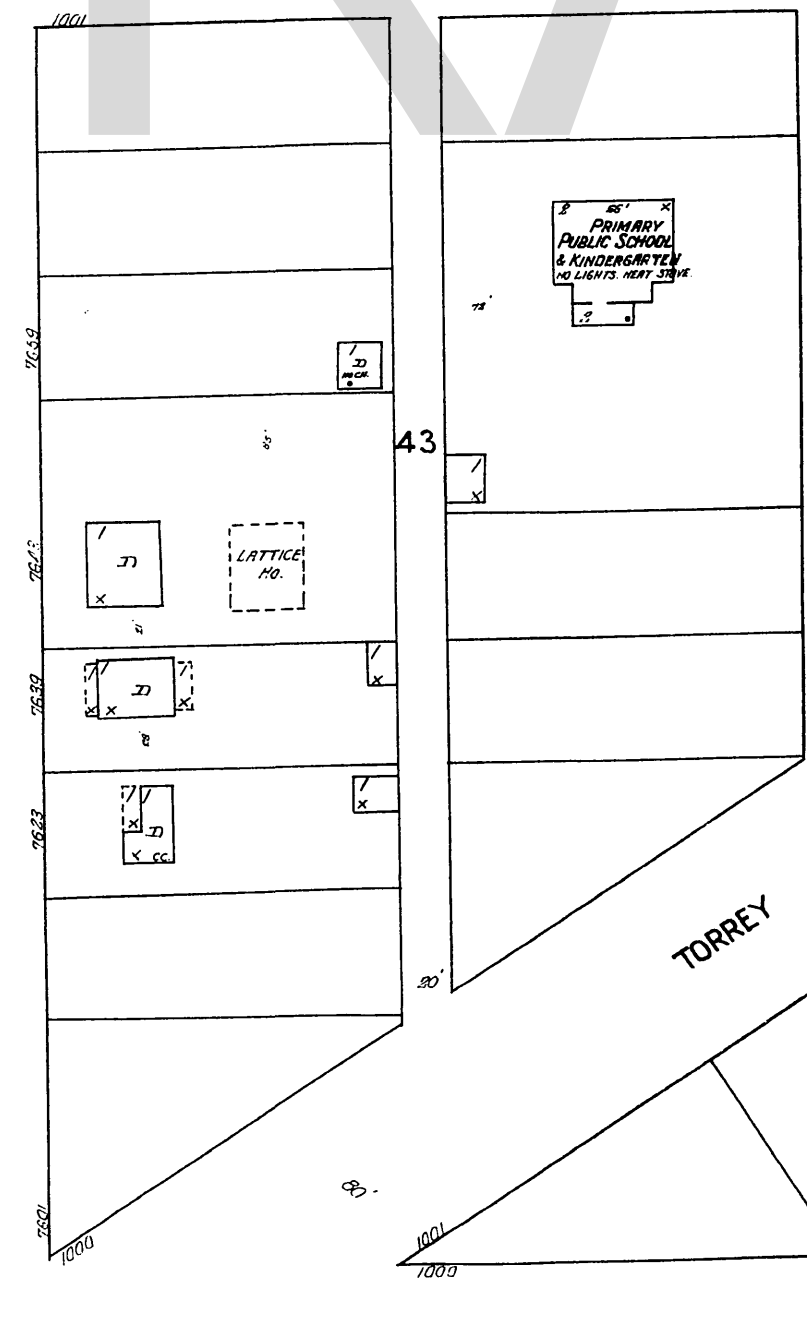 1001
55'
PRIMARY
PUBLIC SCHOOL
& KINDERGARTEN
NO LIGHTS. HEAT STOVE.
72'
7659
D
43
D
LATTICE
HO.
7639
D
7623
D
CC.
TORREY
20'
80'
7601
1000
1001
1000